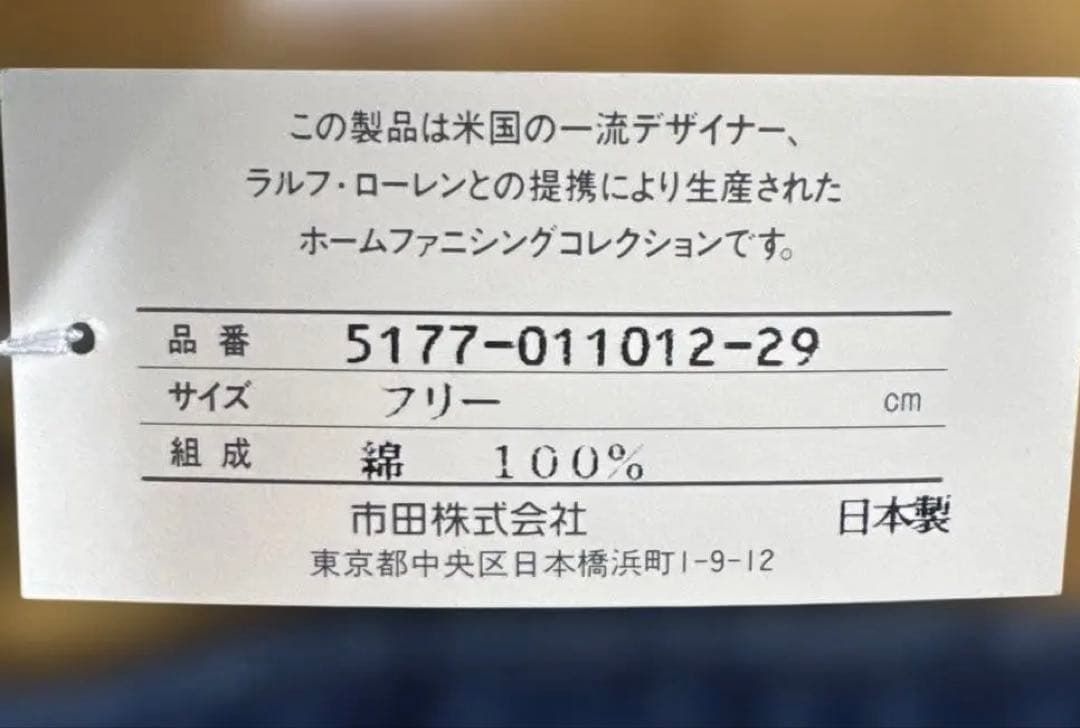 この製品は米国の一流デザイナー、
ラルフ・ローレンとの提携により生産された
ホームファニシングコレクションです。
品番 5177-011012-29
サイズ フリー cm
組成 綿 100%
市田株式会社 日本製
東京都中央区日本橋浜町1-9-12